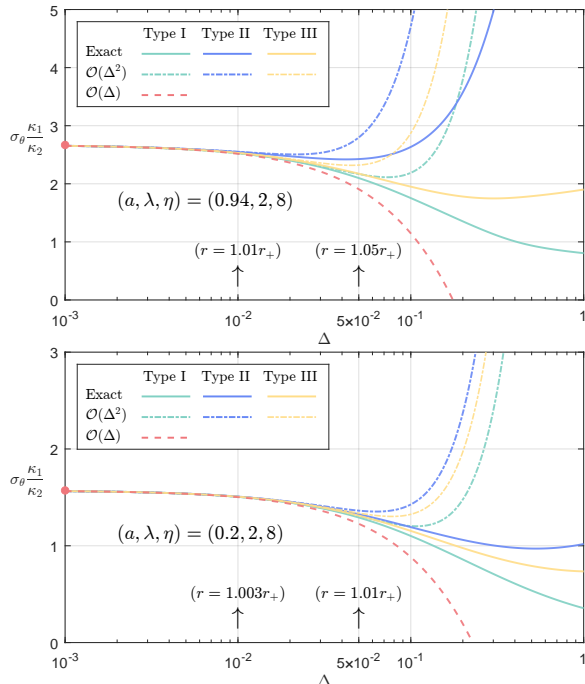 5
4
3
2
1
0
σ_θ κ₁/κ₂
Type I Type II Type III
Exact
𝒪(Δ²)
𝒪(Δ)
(a, λ, η) = (0.94, 2, 8)
(r = 1.01r₊) (r = 1.05r₊)
10⁻³ 10⁻² 5×10⁻² 10⁻¹ 1
Δ
3
2
1
0
σ_θ κ₁/κ₂
Type I Type II Type III
Exact
𝒪(Δ²)
𝒪(Δ)
(a, λ, η) = (0.2, 2, 8)
(r = 1.003r₊) (r = 1.01r₊)
10⁻³ 10⁻² 5×10⁻² 10⁻¹ 1
Δ